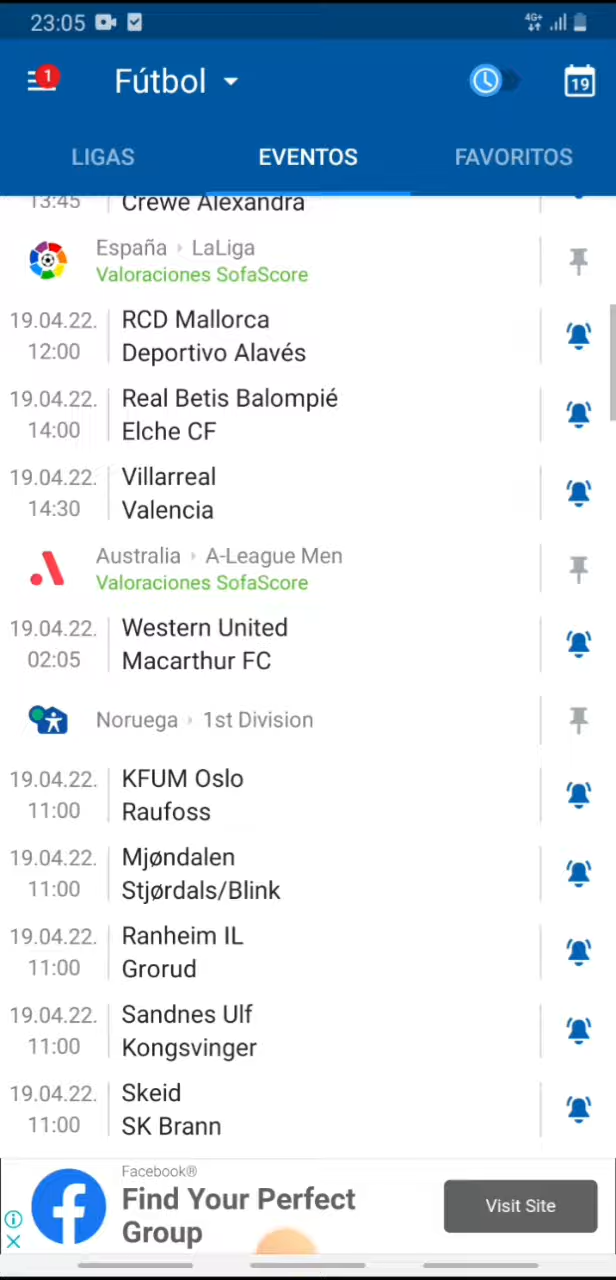 23:05
4G+
1
Fútbol
19
LIGAS
EVENTOS
FAVORITOS
13:45
Crewe Alexandra
España › LaLiga
Valoraciones SofaScore
19.04.22.
RCD Mallorca
12:00
Deportivo Alavés
19.04.22.
Real Betis Balompié
14:00
Elche CF
19.04.22.
Villarreal
14:30
Valencia
Australia › A-League Men
Valoraciones SofaScore
19.04.22.
Western United
02:05
Macarthur FC
Noruega › 1st Division
19.04.22.
KFUM Oslo
11:00
Raufoss
19.04.22.
Mjøndalen
11:00
Stjørdals/Blink
19.04.22.
Ranheim IL
11:00
Grorud
19.04.22.
Sandnes Ulf
11:00
Kongsvinger
19.04.22.
Skeid
11:00
SK Brann
Facebook®
Find Your Perfect
Group
Visit Site